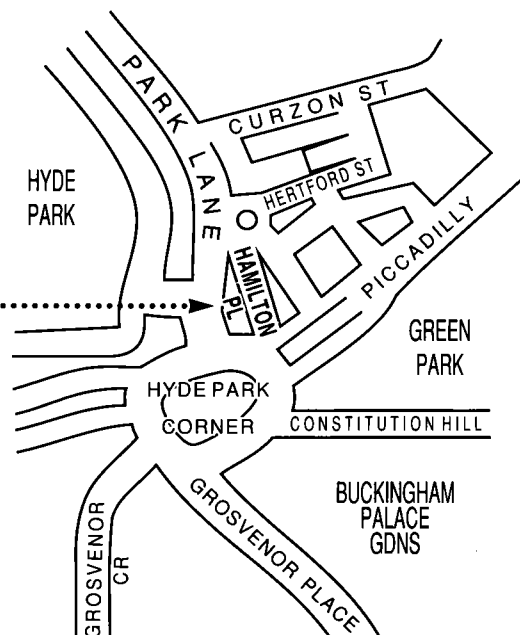 PARK LANE
CURZON ST
HYDE
PARK
HERTFORD ST
PICCADILLY
HAMILTON
PL
GREEN
PARK
HYDE PARK
CORNER
CONSTITUTION HILL
BUCKINGHAM
PALACE
GDNS
GROSVENOR PLACE
GROSVENOR
CR